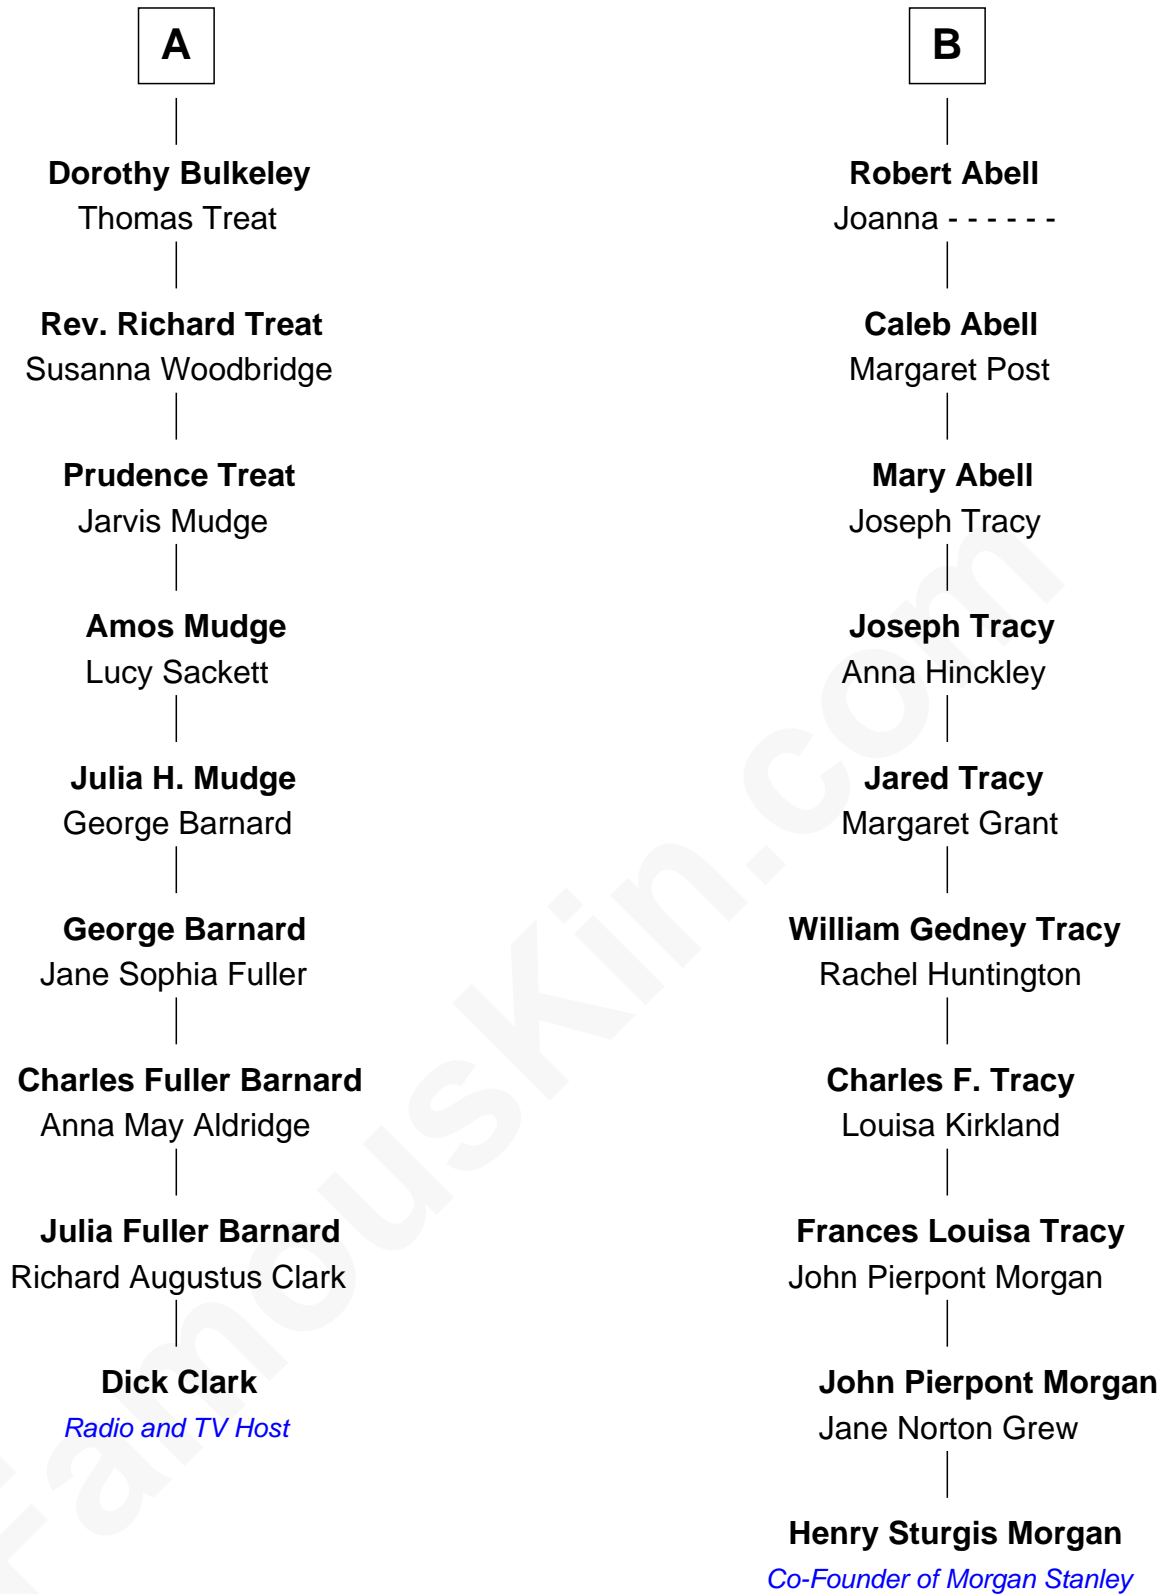 A
Dorothy Bulkeley
Thomas Treat
Rev. Richard Treat
Susanna Woodbridge
Prudence Treat
Jarvis Mudge
Amos Mudge
Lucy Sackett
Julia H. Mudge
George Barnard
George Barnard
Jane Sophia Fuller
Charles Fuller Barnard
Anna May Aldridge
Julia Fuller Barnard
Richard Augustus Clark
Dick Clark
Radio and TV Host
B
Robert Abell
Joanna - - - - - -
Caleb Abell
Margaret Post
Mary Abell
Joseph Tracy
Joseph Tracy
Anna Hinckley
Jared Tracy
Margaret Grant
William Gedney Tracy
Rachel Huntington
Charles F. Tracy
Louisa Kirkland
Frances Louisa Tracy
John Pierpont Morgan
John Pierpont Morgan
Jane Norton Grew
Henry Sturgis Morgan
Co-Founder of Morgan Stanley
FamousKin.com